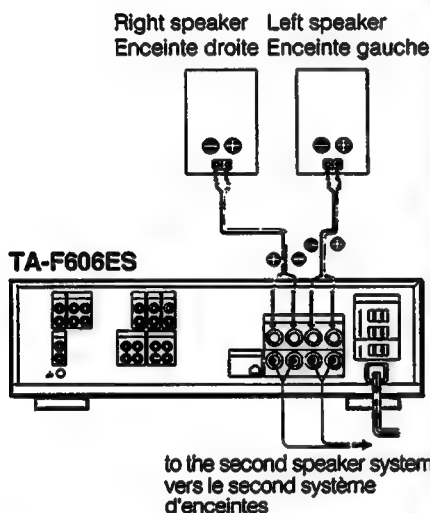 Right speaker Left speaker
Enceinte droite Enceinte gauche
TA-F606ES
to the second speaker system
vers le second système
d'enceintes